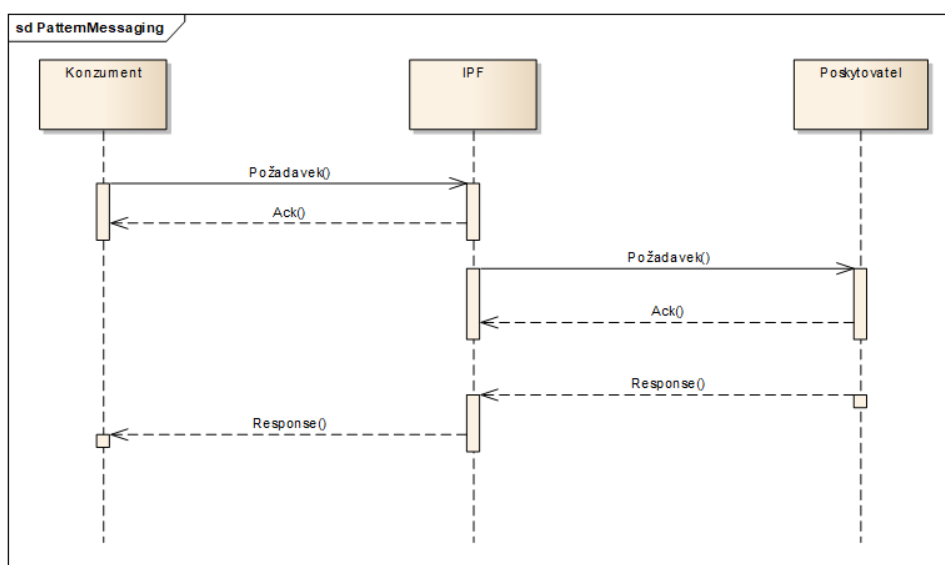 sd PatternMessaging
Konzument
IPF
Poskytovatel
Požadavek()
Ack()
Požadavek()
Ack()
Response()
Response()